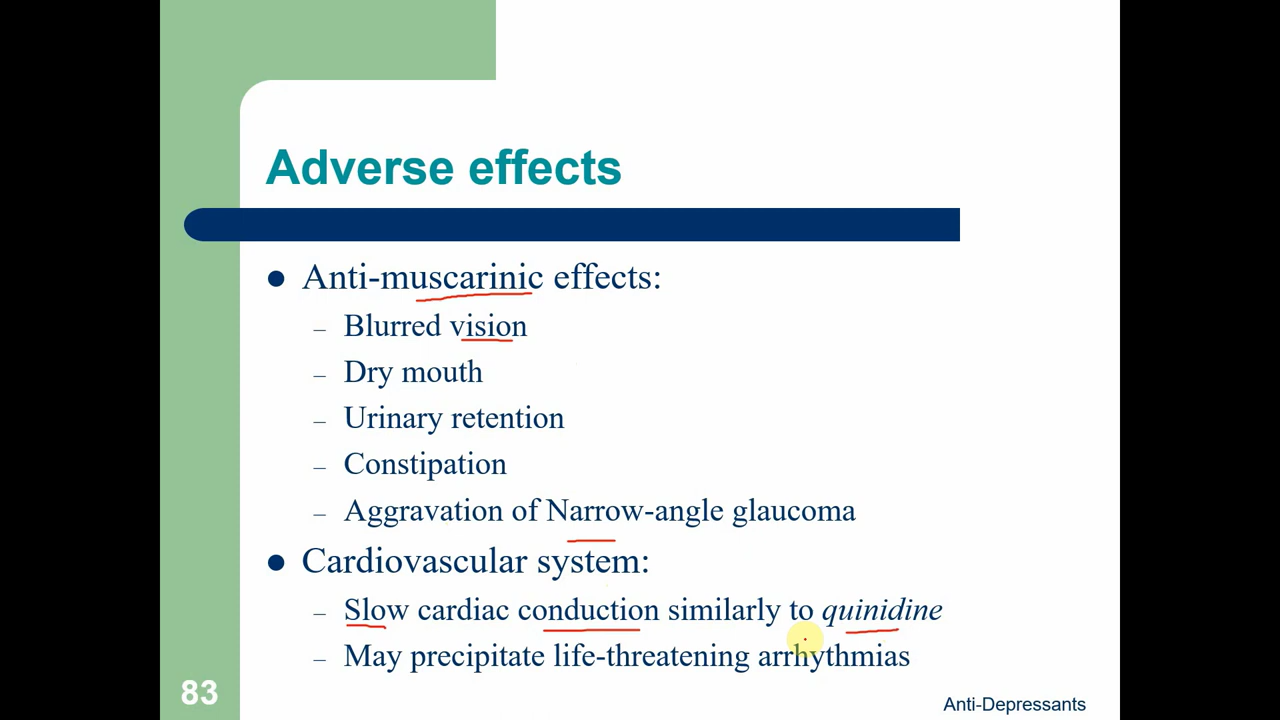 Adverse effects
● Anti-muscarinic effects:
– Blurred vision
– Dry mouth
– Urinary retention
– Constipation
– Aggravation of Narrow-angle glaucoma
● Cardiovascular system:
– Slow cardiac conduction similarly to quinidine
– May precipitate life-threatening arrhythmias
83
Anti-Depressants